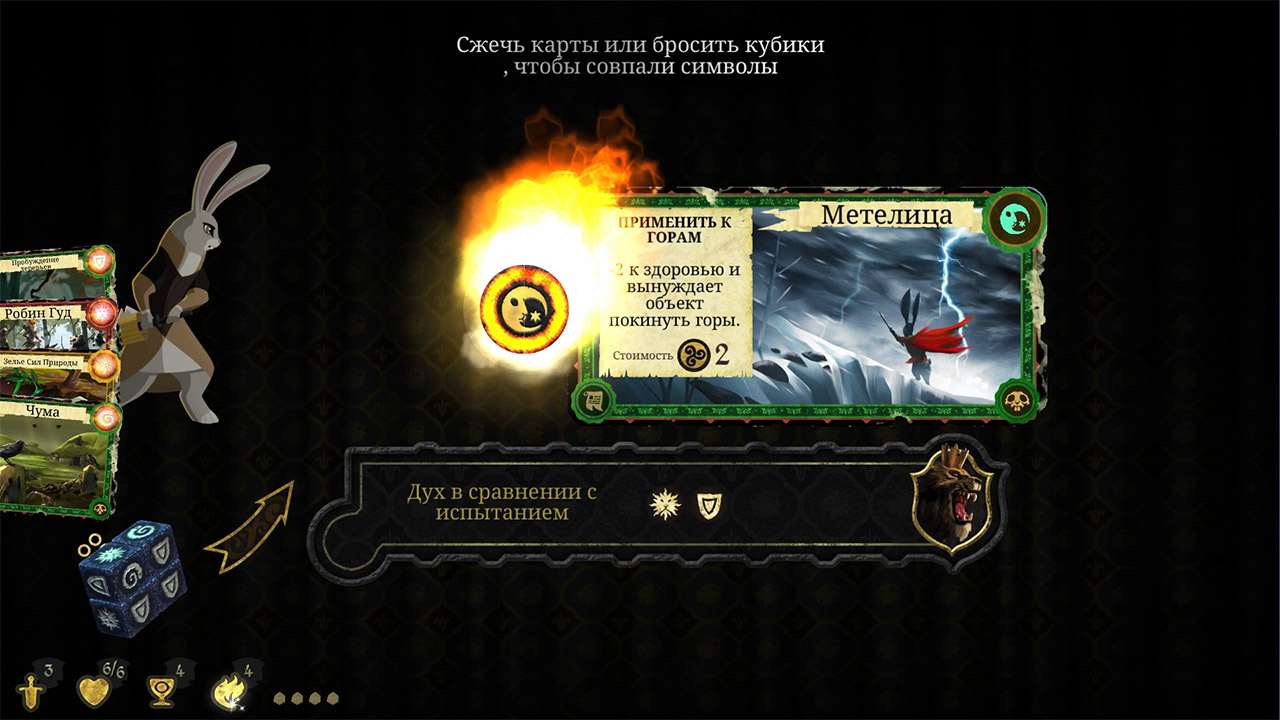 Сжечь карты или бросить кубики
, чтобы совпали символы
ПРИМЕНИТЬ К
ГОРАМ
-2 к здоровью и
вынуждает
объект
покинуть горы.
Стоимость 2
Метелица
Пробуждение
деревьев
Робин Гуд
Зелье Сил Природы
Чума
Дух в сравнении с
испытанием
3
6/6
4
4